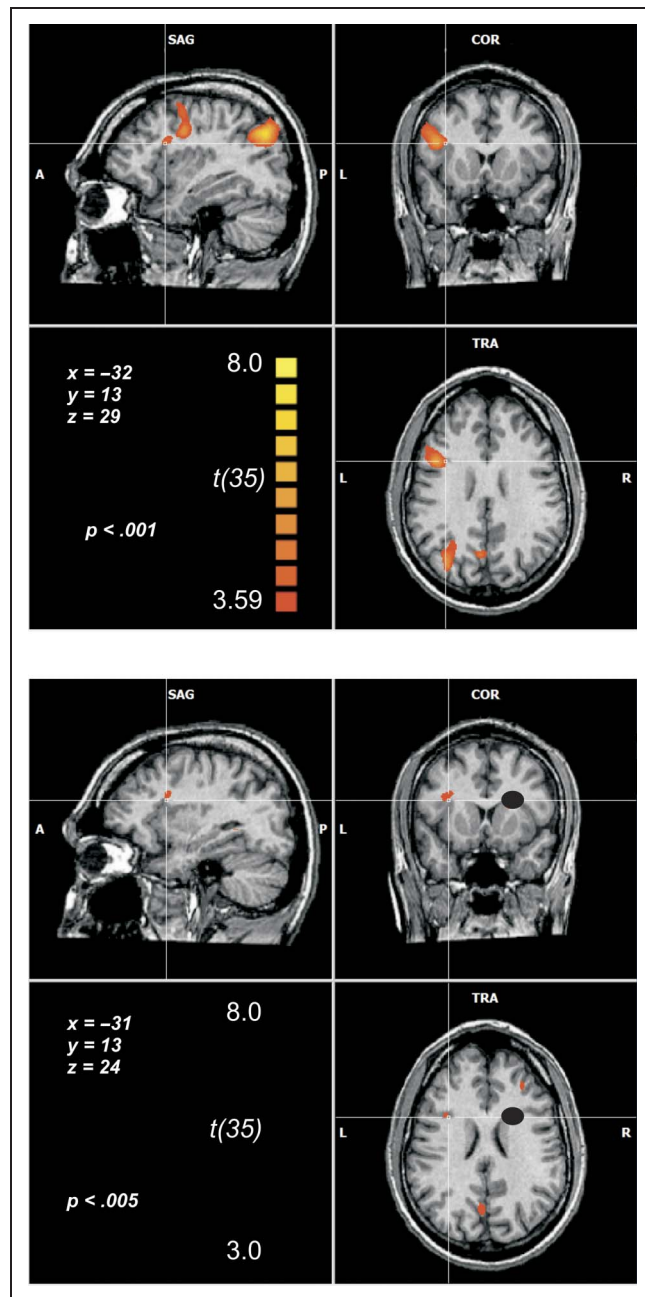 SAG
COR
A
P
L
x = –32
y = 13
z = 29
8.0
t(35)
p < .001
3.59
TRA
L
R
SAG
COR
A
P
L
x = –31
y = 13
z = 24
8.0
t(35)
p < .005
3.0
TRA
L
R